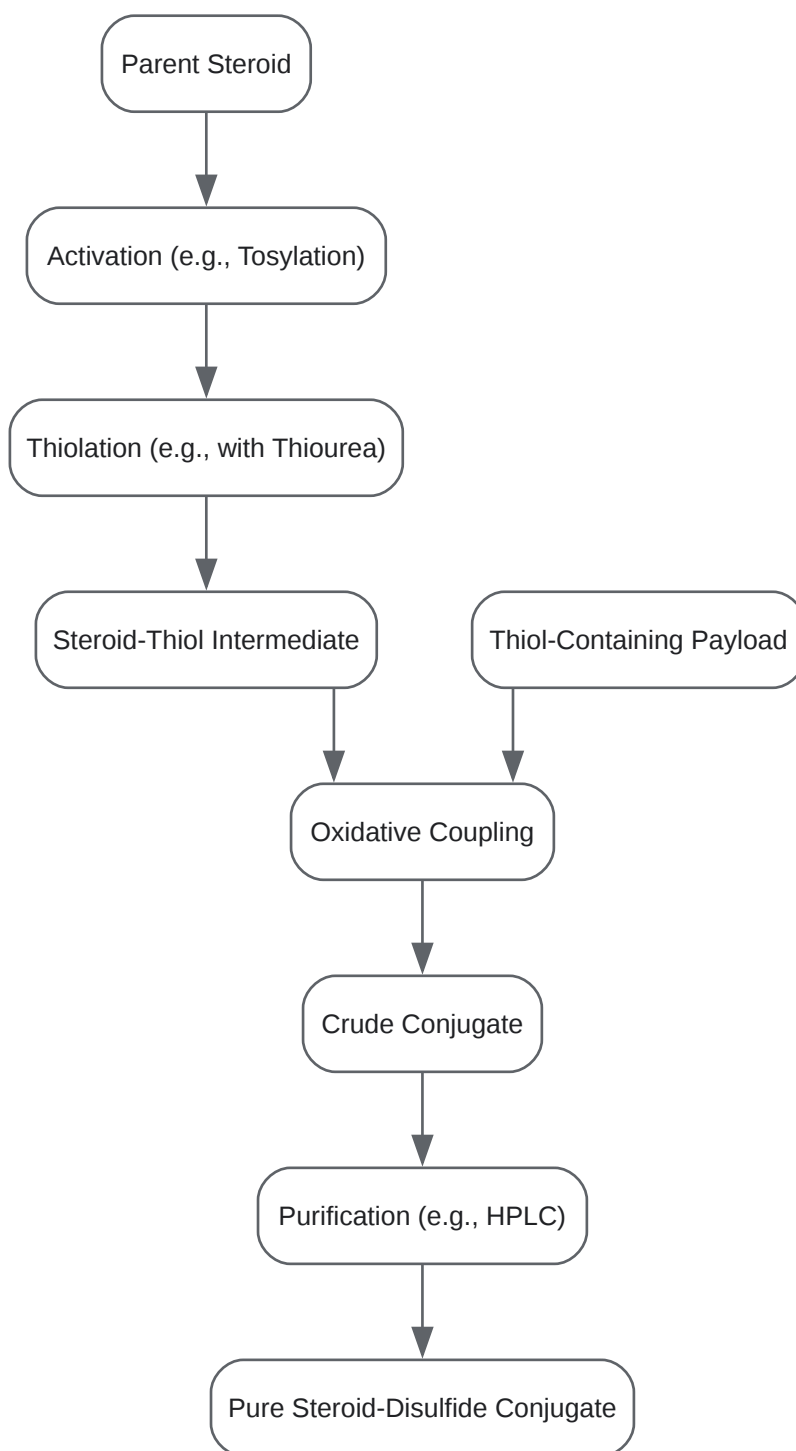 Parent Steroid
Activation (e.g., Tosylation)
Thiolation (e.g., with Thiourea)
Steroid-Thiol Intermediate
Thiol-Containing Payload
Oxidative Coupling
Crude Conjugate
Purification (e.g., HPLC)
Pure Steroid-Disulfide Conjugate